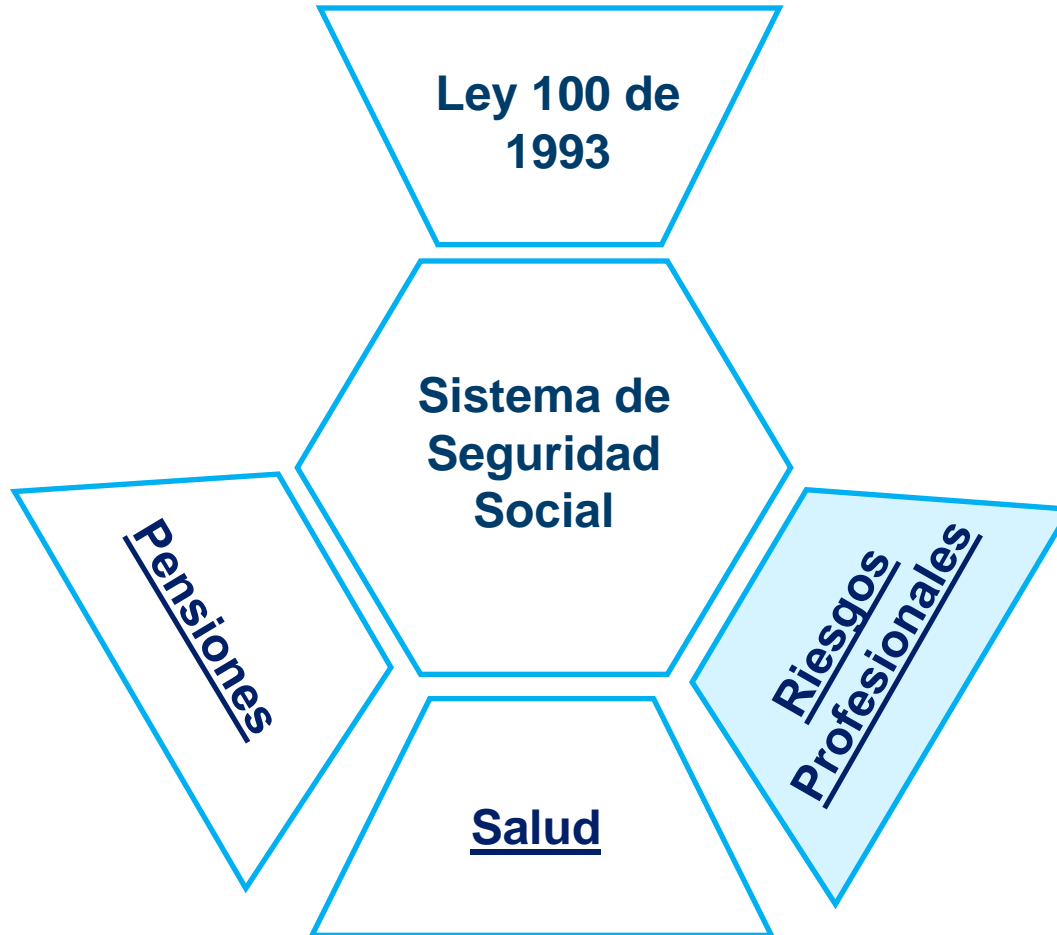 Ley 100 de
1993
Sistema de
Seguridad
Social
Pensiones
Riesgos
Profesionales
Salud